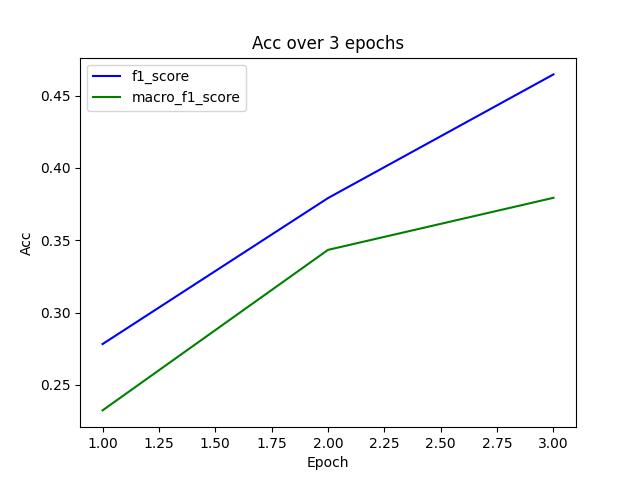 Acc over 3 epochs
f1_score
macro_f1_score
0.45
0.40
0.35
0.30
0.25
Acc
1.00 1.25 1.50 1.75 2.00 2.25 2.50 2.75 3.00
Epoch